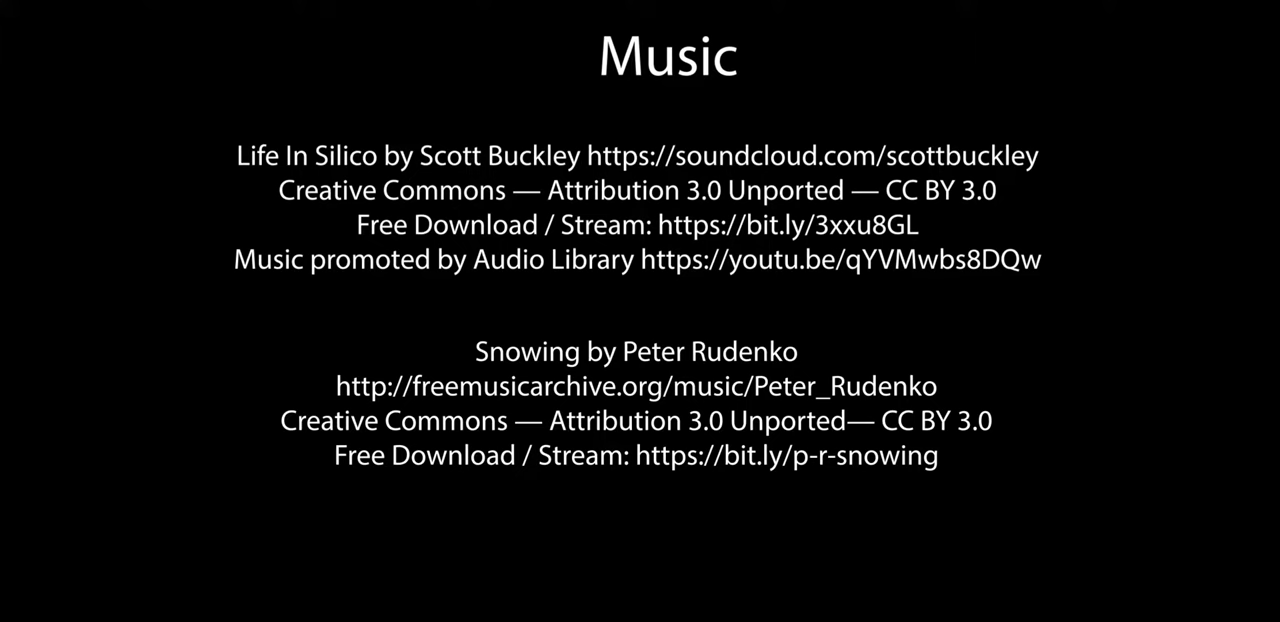 Music
Life In Silico by Scott Buckley https://soundcloud.com/scottbuckley
Creative Commons — Attribution 3.0 Unported — CC BY 3.0
Free Download / Stream: https://bit.ly/3xxu8GL
Music promoted by Audio Library https://youtu.be/qYVMwbs8DQw
Snowing by Peter Rudenko
http://freemusicarchive.org/music/Peter_Rudenko
Creative Commons — Attribution 3.0 Unported— CC BY 3.0
Free Download / Stream: https://bit.ly/p-r-snowing